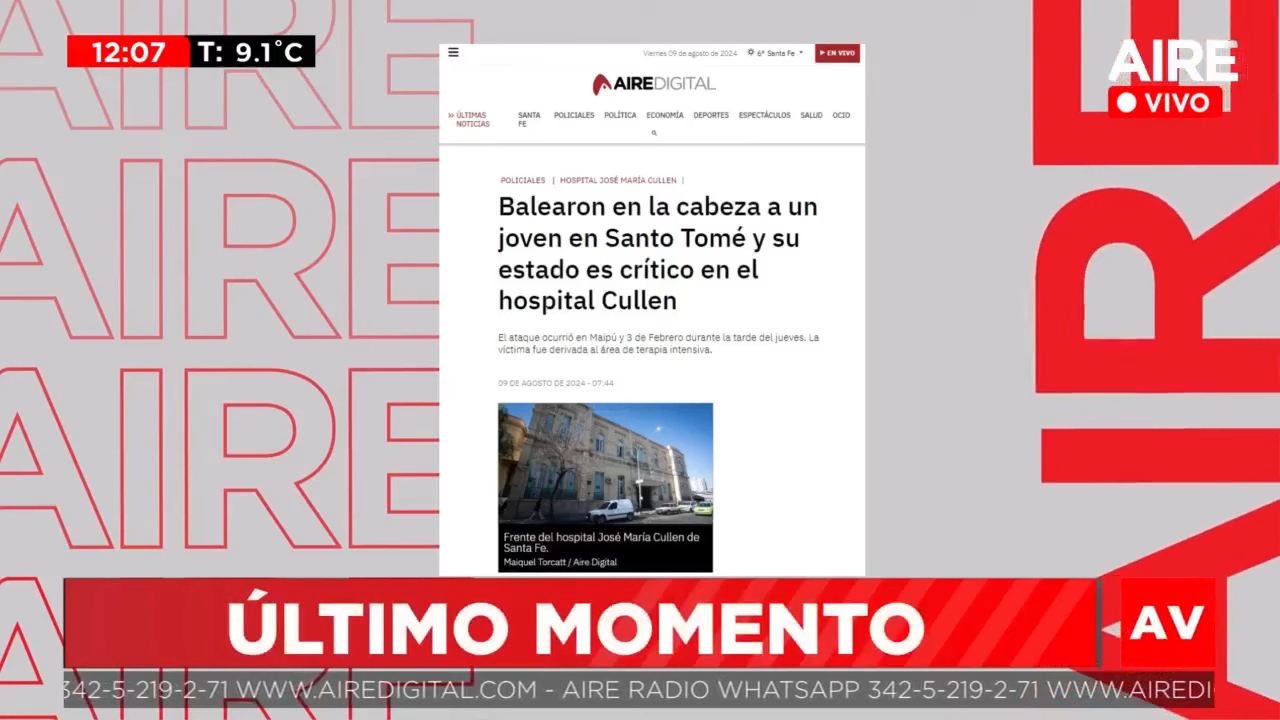 12:07 T: 9.1°C
AIRE
VIVO
Viernes 09 de agosto de 2024 6° Santa Fe EN VIVO
AIREDIGITAL
» ÚLTIMAS NOTICIAS SANTA FE POLICIALES POLÍTICA ECONOMÍA DEPORTES ESPECTÁCULOS SALUD OCIO
POLICIALES | HOSPITAL JOSÉ MARÍA CULLEN |
Balearon en la cabeza a un
joven en Santo Tomé y su
estado es crítico en el
hospital Cullen
El ataque ocurrió en Maipú y 3 de Febrero durante la tarde del jueves. La
víctima fue derivada al área de terapia intensiva.
09 DE AGOSTO DE 2024 - 07:44
Frente del hospital José María Cullen de
Santa Fe.
Maiquel Torcatt / Aire Digital
ÚLTIMO MOMENTO
AV
342-5-219-2-71 WWW.AIREDIGITAL.COM - AIRE RADIO WHATSAPP 342-5-219-2-71 WWW.AIREDI
AIRE
AIRE
AIRE
AIRE
AIRE